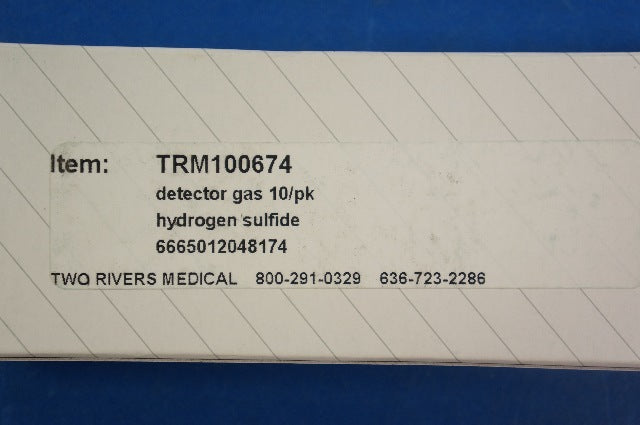 Item: TRM100674
detector gas 10/pk
hydrogen sulfide
6665012048174
TWO RIVERS MEDICAL 800-291-0329 636-723-2286